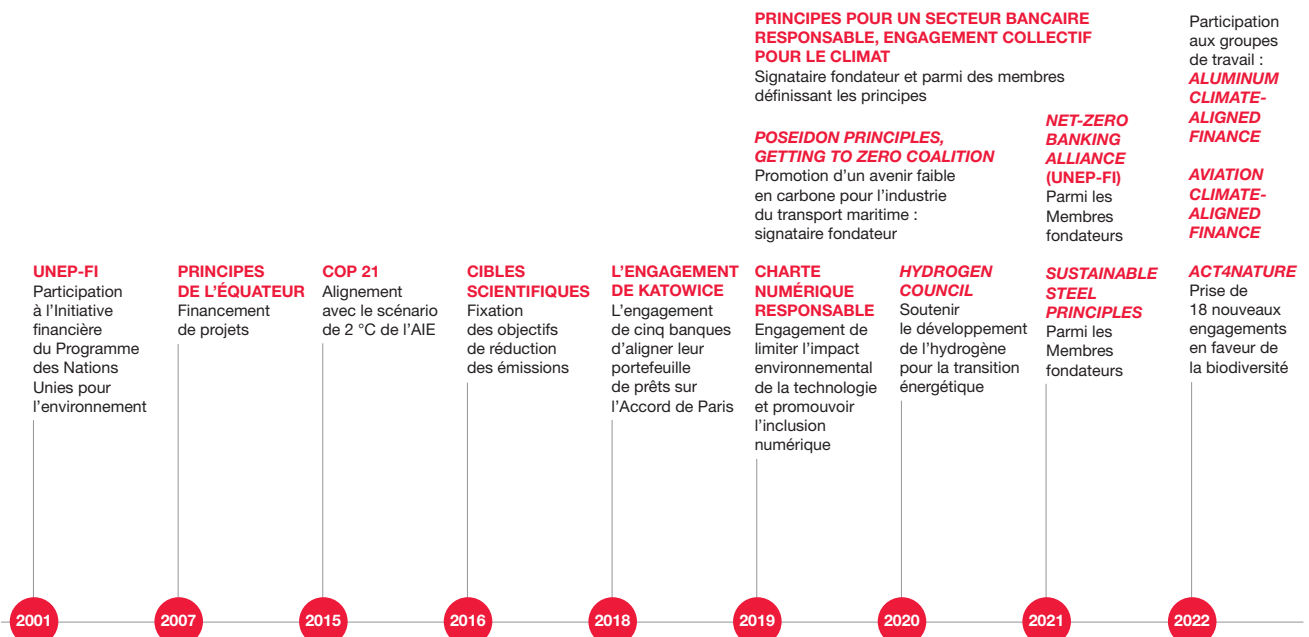 PRINCIPES POUR UN SECTEUR BANCAIRE
RESPONSABLE, ENGAGEMENT COLLECTIF
POUR LE CLIMAT
Signataire fondateur et parmi des membres
définissant les principes
POSEIDON PRINCIPLES,
GETTING TO ZERO COALITION
Promotion d’un avenir faible
en carbone pour l’industrie
du transport maritime :
signataire fondateur
NET-ZERO
BANKING
ALLIANCE
(UNEP-FI)
Parmi les
Membres
fondateurs
Participation
aux groupes
de travail :
ALUMINUM
CLIMATE-
ALIGNED
FINANCE
AVIATION
CLIMATE-
ALIGNED
FINANCE
UNEP-FI
Participation
à l’Initiative
financière
du Programme
des Nations
Unies pour
l’environnement
PRINCIPES
DE L’ÉQUATEUR
Financement
de projets
COP 21
Alignement
avec le scénario
de 2 °C de l’AIE
CIBLES
SCIENTIFIQUES
Fixation
des objectifs
de réduction
des émissions
L’ENGAGEMENT
DE KATOWICE
L’engagement
de cinq banques
d’aligner leur
portefeuille
de prêts sur
l’Accord de Paris
CHARTE
NUMÉRIQUE
RESPONSABLE
Engagement de
limiter l’impact
environnemental
de la technologie
et promouvoir
l’inclusion
numérique
HYDROGEN
COUNCIL
Soutenir
le développement
de l’hydrogène
pour la transition
énergétique
SUSTAINABLE
STEEL
PRINCIPLES
Parmi les
Membres
fondateurs
ACT4NATURE
Prise de
18 nouveaux
engagements
en faveur de
la biodiversité
2001
2007
2015
2016
2018
2019
2020
2021
2022